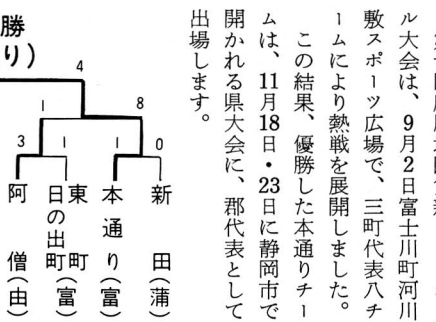 ル大会は、9月2日富士川町河川
敷スポーツ広場で、三町代表八チ
ームにより熱戦を展開しました。
この結果、優勝した本通りチー
ムは、11月18日・23日に静岡市で
開かれる県大会に、郡代表として
出場します。
勝
り)
4
1
8
3
1
1
0
新田(蒲)
本通り(富)
東町
日の出町(富)
阿僧(由)